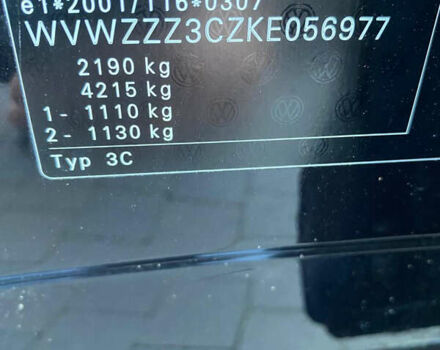 e1*2001/116*0307
WVWZZZ3CZKE056977
2190 kg
4215 kg
1- 1110 kg
2- 1130 kg
Typ 3C